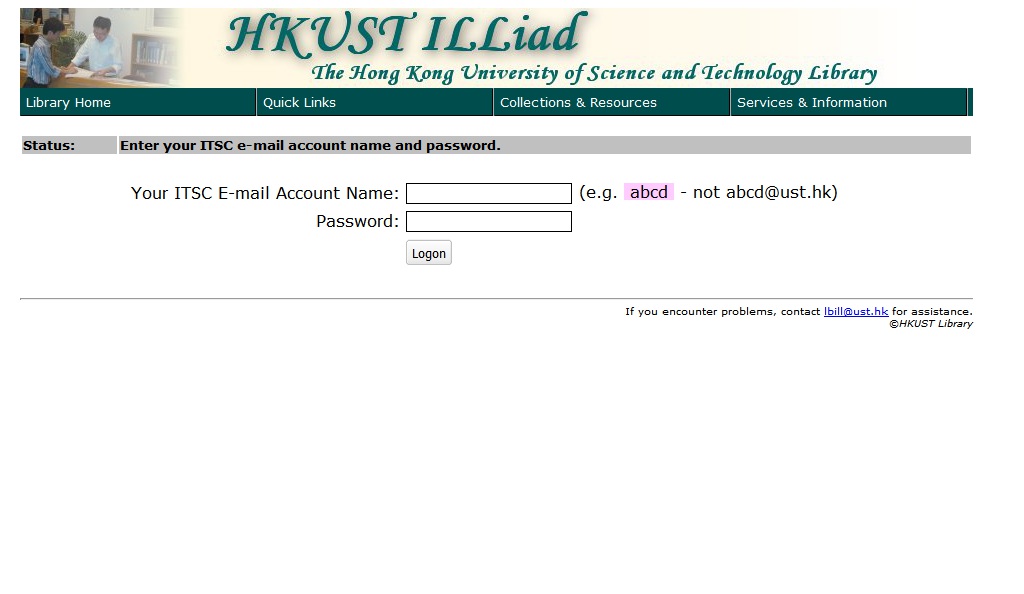 HKUST ILLiad
The Hong Kong University of Science and Technology Library
Library Home Quick Links Collections & Resources Services & Information
Status: Enter your ITSC e-mail account name and password.
Your ITSC E-mail Account Name: (e.g. abcd - not abcd@ust.hk)
Password:
Logon
If you encounter problems, contact lbill@ust.hk for assistance.
©HKUST Library